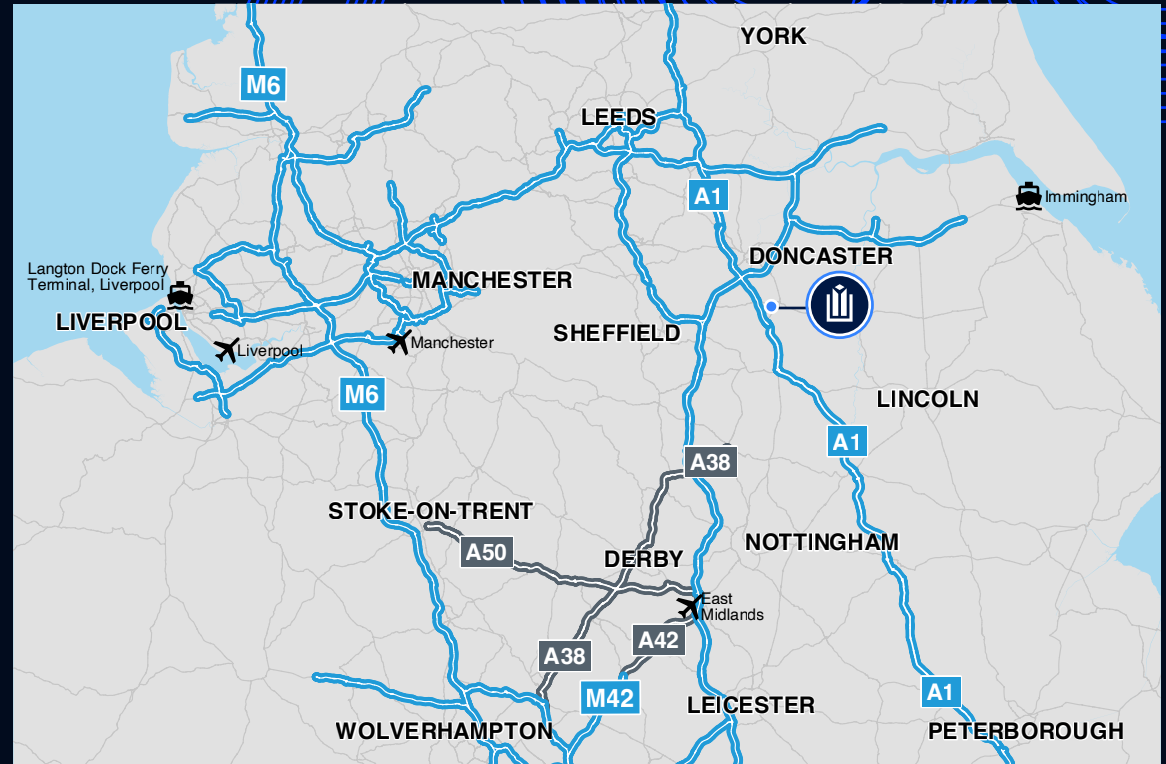 YORK
M6
LEEDS
A1
Immingham
DONCASTER
Langton Dock Ferry
Terminal, Liverpool
MANCHESTER
LIVERPOOL
SHEFFIELD
Liverpool
Manchester
M6
LINCOLN
A1
A38
STOKE-ON-TRENT
A50
DERBY
NOTTINGHAM
East
Midlands
A42
A38
M42
A1
LEICESTER
WOLVERHAMPTON
PETERBOROUGH